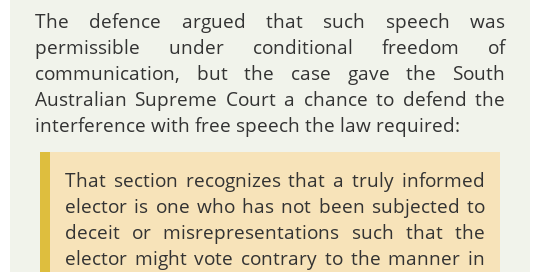 The defence argued that such speech was
permissible under conditional freedom of
communication, but the case gave the South
Australian Supreme Court a chance to defend the
interference with free speech the law required:
That section recognizes that a truly informed
elector is one who has not been subjected to
deceit or misrepresentations such that the
elector might vote contrary to the manner in